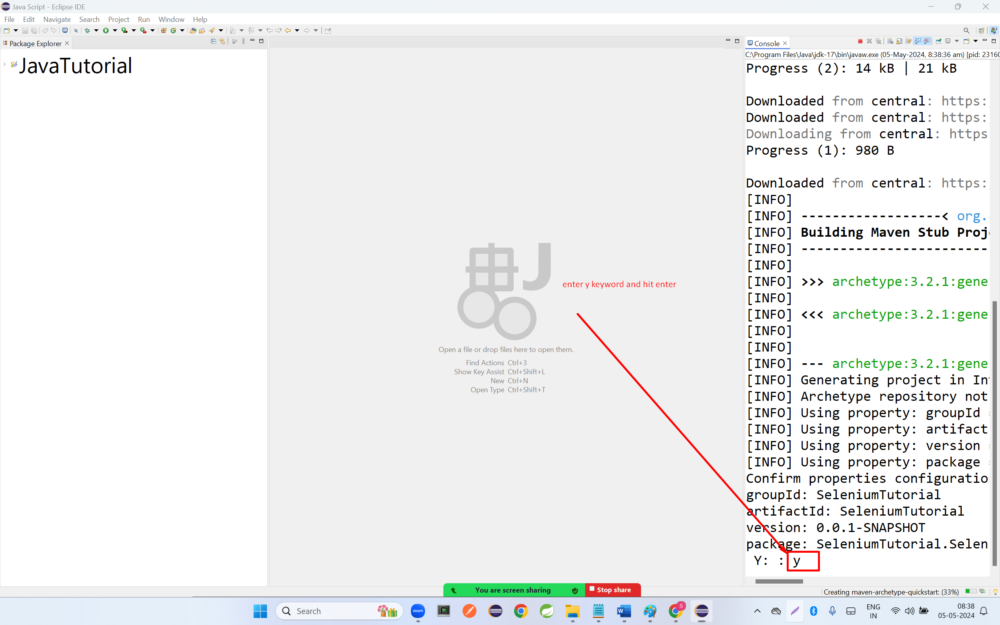 Java Script - Eclipse IDE
File Edit Navigate Search Project Run Window Help
Package Explorer
JavaTutorial
enter y keyword and hit enter
Open a file or drop files here to open them.
Find Actions Ctrl+3
Show Key Assist Ctrl+Shift+L
New Ctrl+N
Open Type Ctrl+Shift+T
Console
C:\Program Files\Java\jdk-17\bin\javaw.exe (05-May-2024, 8:38:36 am) [pid: 23160
Progress (2): 14 kB | 21 kB
Downloaded from central: https:
Downloaded from central: https:
Downloading from central: https
Progress (1): 980 B
Downloaded from central: https:
[INFO]
[INFO] ------------------< org.
[INFO] Building Maven Stub Proj
[INFO] ------------------------
[INFO]
[INFO] >>> archetype:3.2.1:gene
[INFO]
[INFO] <<< archetype:3.2.1:gene
[INFO]
[INFO]
[INFO] --- archetype:3.2.1:gene
[INFO] Generating project in In
[INFO] Archetype repository not
[INFO] Using property: groupId
[INFO] Using property: artifact
[INFO] Using property: version
[INFO] Using property: package
Confirm properties configuratio
groupId: SeleniumTutorial
artifactId: SeleniumTutorial
version: 0.0.1-SNAPSHOT
package: SeleniumTutorial.Selen
Y: : y
You are screen sharing Stop share
Creating maven-archetype-quickstart: (33%)
Search
zoom
ENG
IN
08:38
05-05-2024